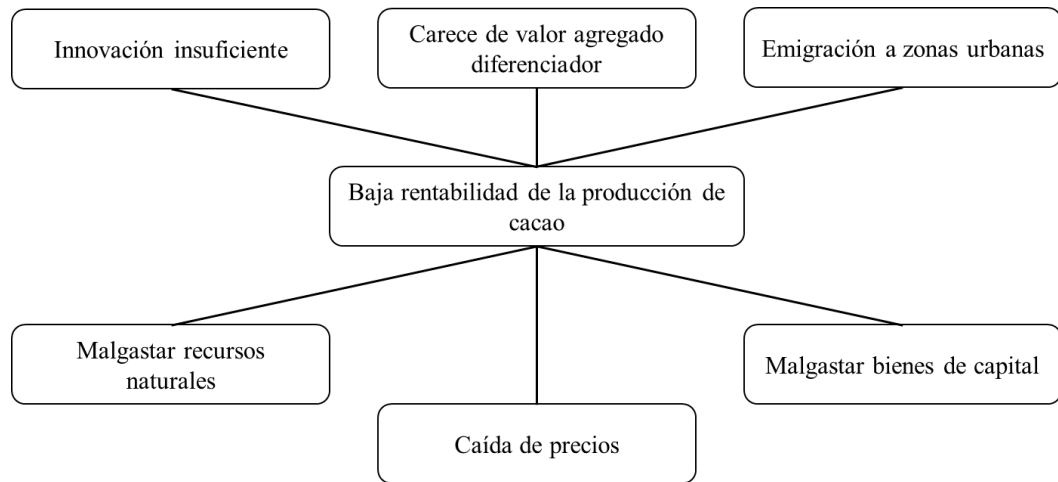 Innovación insuficiente
Carece de valor agregado
diferenciador
Emigración a zonas urbanas
Baja rentabilidad de la producción de
cacao
Malgastar recursos
naturales
Malgastar bienes de capital
Caída de precios